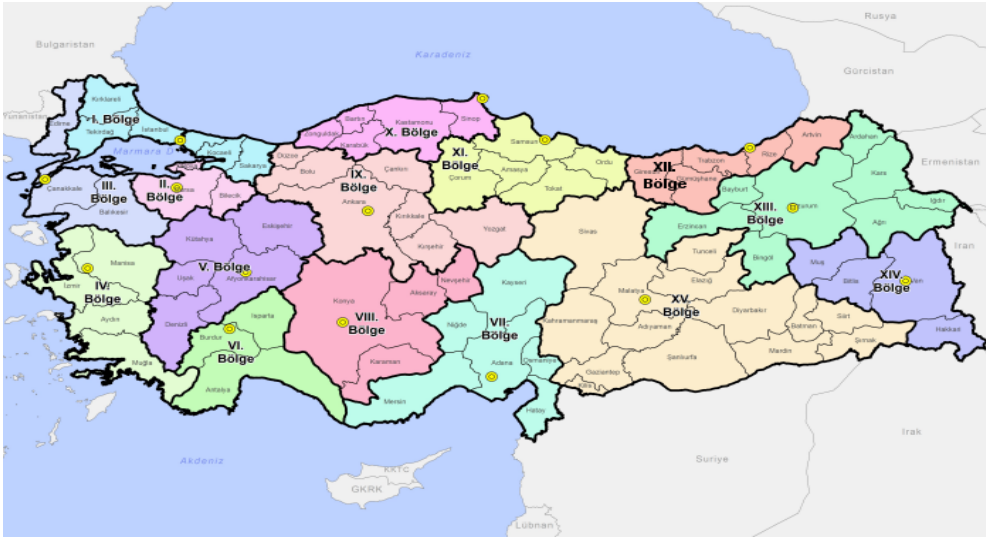 Rusya
Bulgaristan
Karadeniz
Gürcistan
Kırklareli
I. Bölge
Edirne
Tekirdağ
İstanbul
Marmara D
Kocaeli
Sakarya
Bartın
Kastamonu
Sinop
Zonguldak
X. Bölge
Karabük
Samsun
Ordu
XI.
Bölge
Çorum
Amasya
Tokat
Artvin
Trabzon
Rize
XII.
Bölge
Gümüşhane
Bayburt
Ardahan
Kars
Ermenistan
Iğdır
XIII.
Bölge
Erzincan
Ağrı
Bingöl
Çanakkale
III.
Bölge
Balıkesir
II.
Bölge
Bilecik
Düzce
Bolu
IX.
Bölge
Çankırı
Ankara
Kırıkkale
Kırşehir
Yozgat
Sivas
İran
Kütahya
Eskişehir
V. Bölge
Uşak
Afyonkarahisar
Denizli
Manisa
İzmir
IV.
Bölge
Aydın
Muğla
Isparta
Burdur
VI.
Bölge
Antalya
Konya
Aksaray
Nevşehir
VIII.
Bölge
Karaman
Kayseri
Niğde
VII.
Bölge
Adana
Osmaniye
Mersin
Hatay
Tunceli
Elazığ
Malatya
XV.
Bölge
Diyarbakır
Kahramanmaraş
Adıyaman
Batman
Siirt
Şırnak
Mardin
Şanlıurfa
Gaziantep
Kilis
Muş
Bitlis
XIV.
Bölge
Hakkari
Akdeniz
KKTC
GKRK
Suriye
Irak
Lübnan